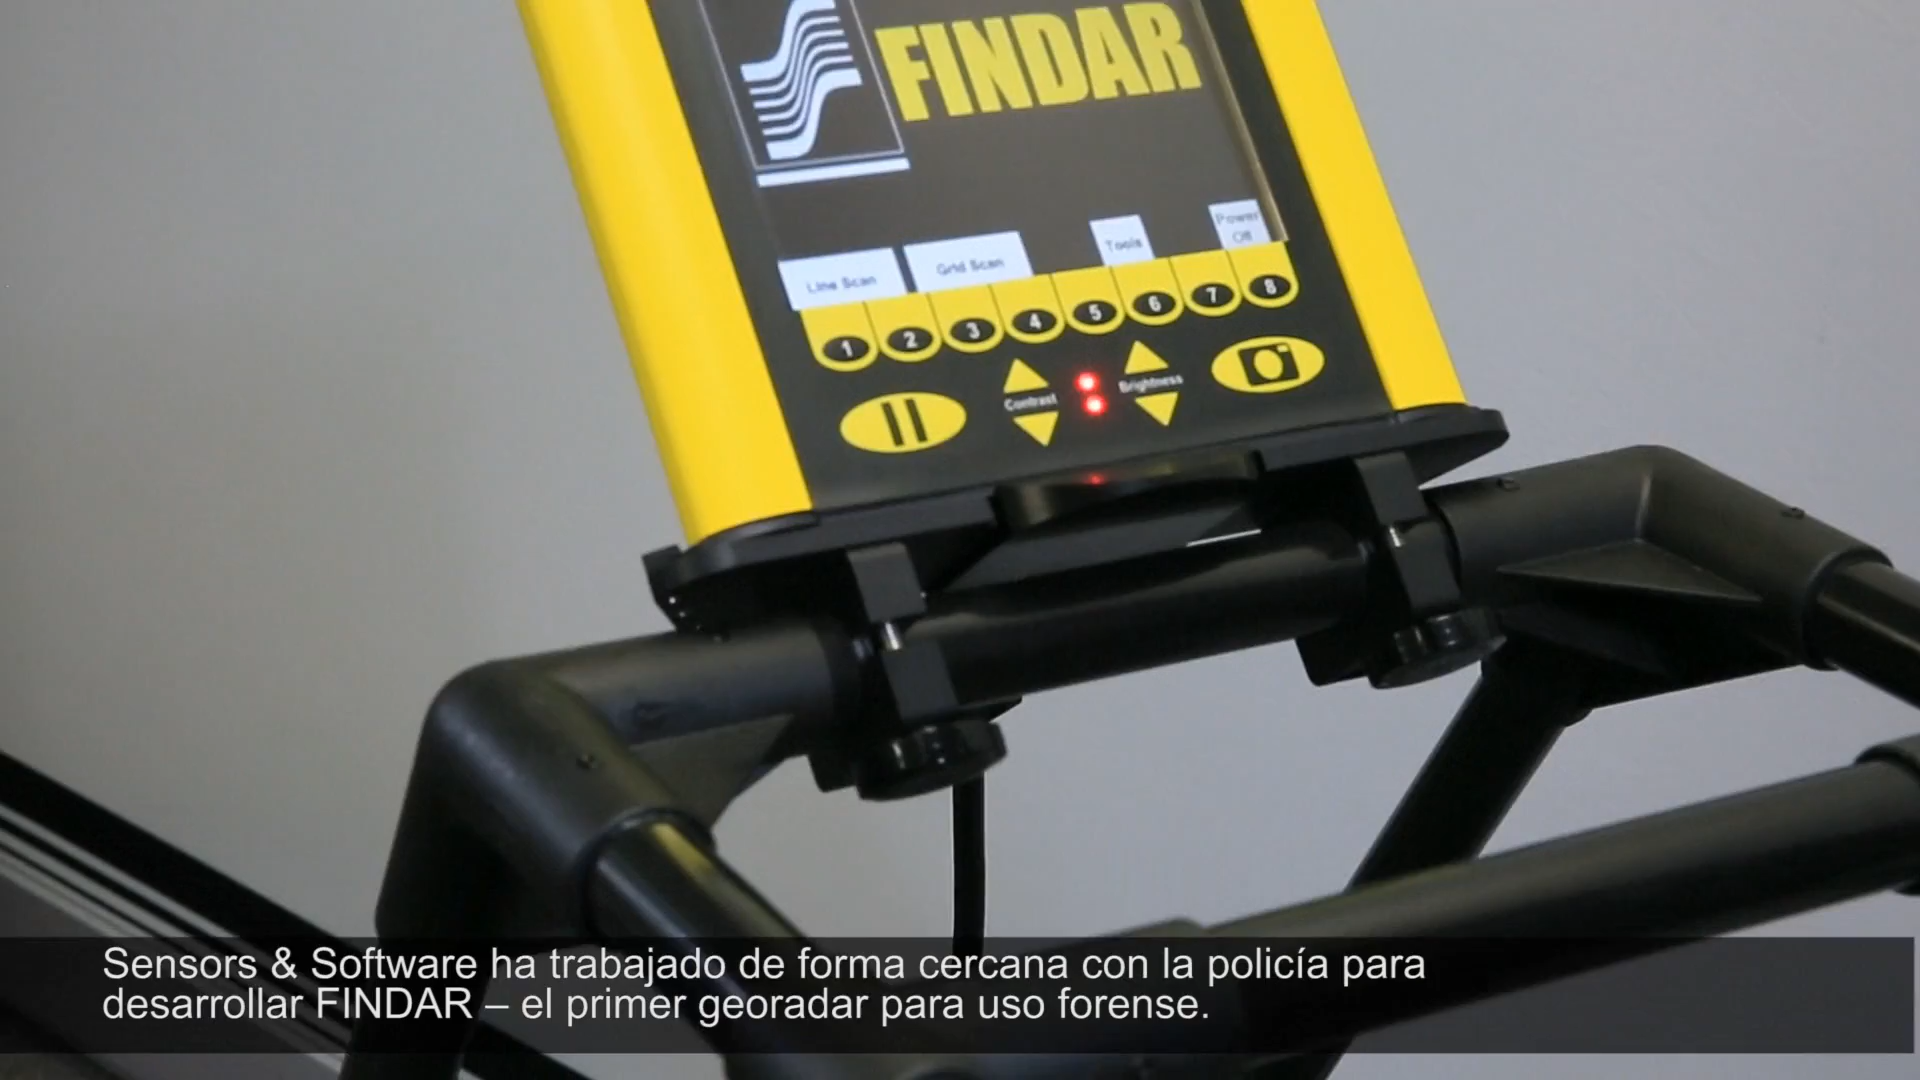 FINDAR
Line Scan
Grid Scan
Tools
Power
Off
1 2 3 4 5 6 7 8
Contrast
Brightness
Sensors & Software ha trabajado de forma cercana con la policía para
desarrollar FINDAR – el primer georadar para uso forense.